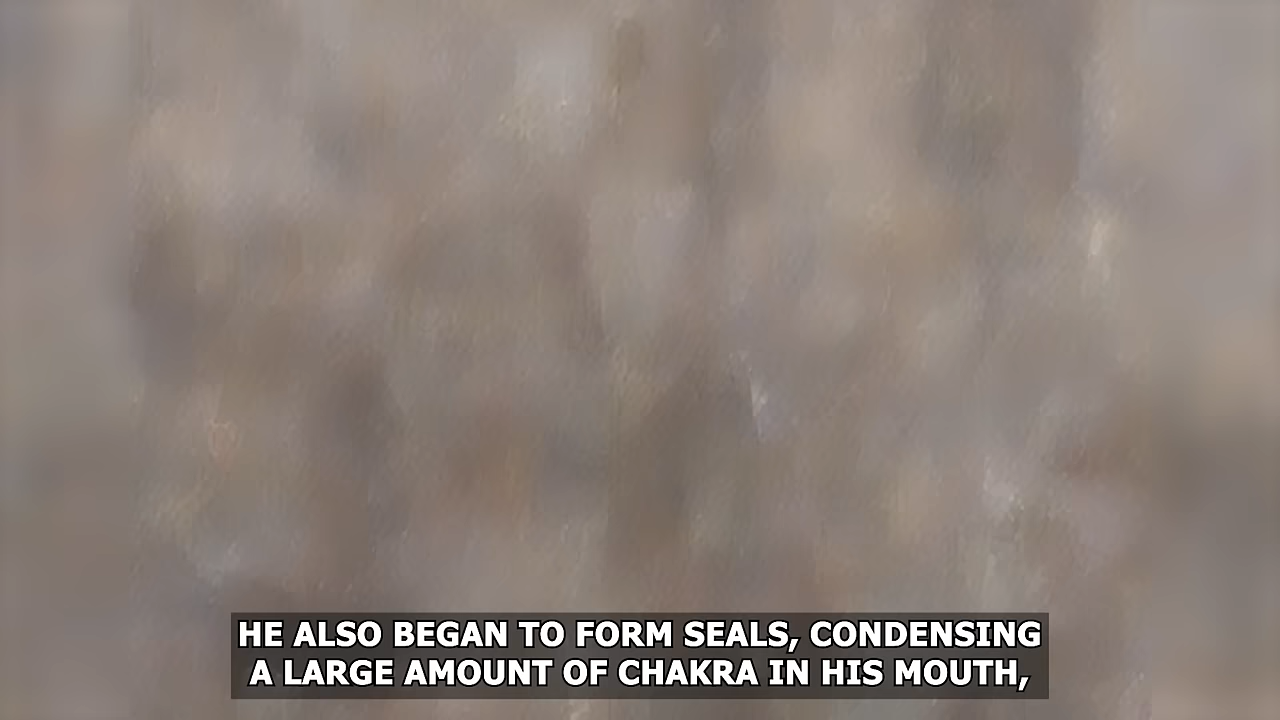 HE ALSO BEGAN TO FORM SEALS, CONDENSING
A LARGE AMOUNT OF CHAKRA IN HIS MOUTH,